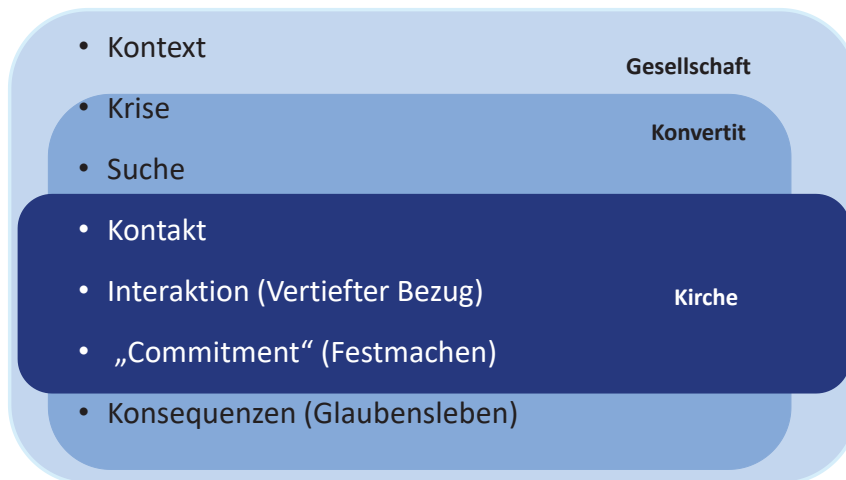 • Kontext
Gesellschaft
• Krise
Konvertit
• Suche
• Kontakt
• Interaktion (Vertiefter Bezug)
Kirche
• „Commitment“ (Festmachen)
• Konsequenzen (Glaubensleben)